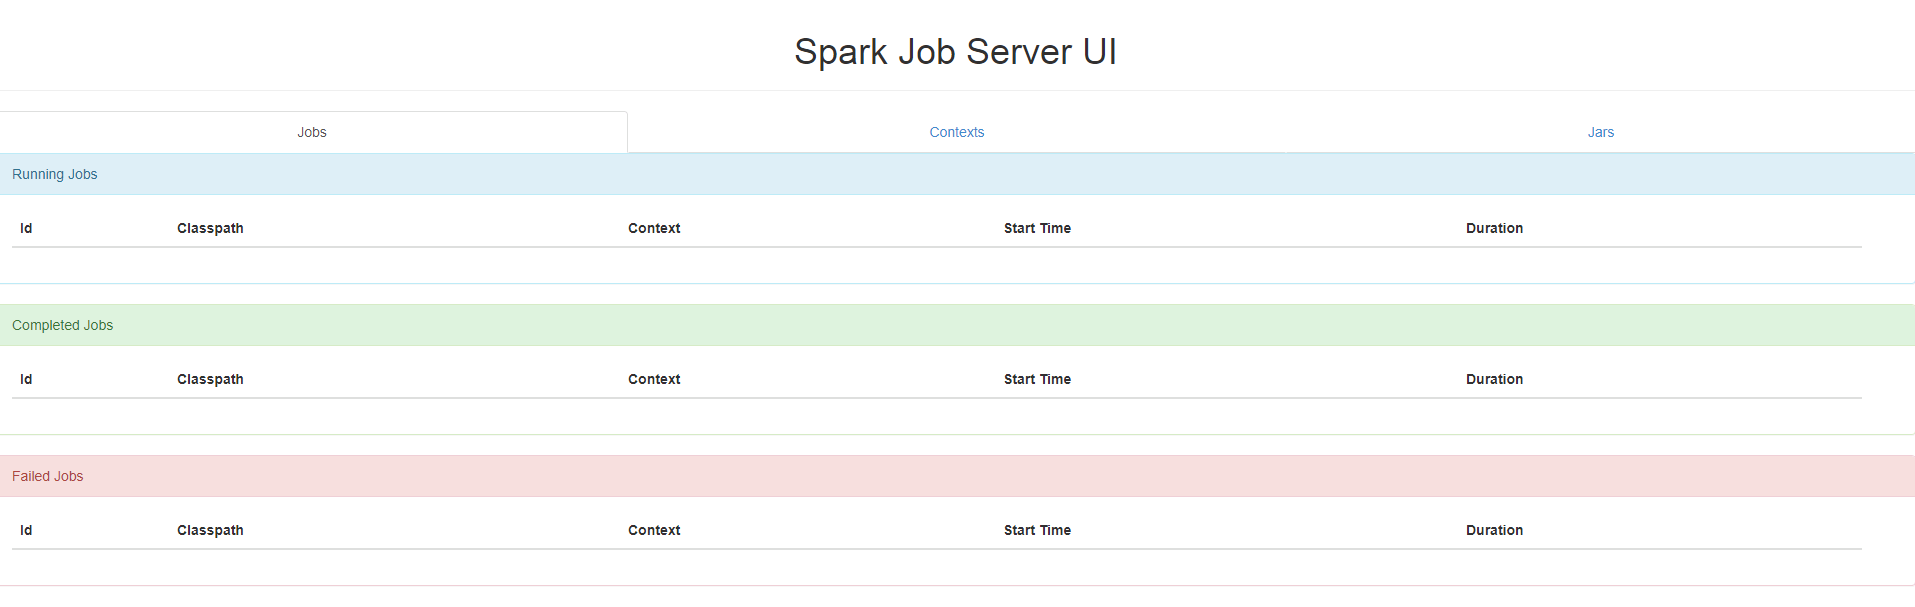 Spark Job Server UI
Jobs Contexts Jars
Running Jobs
Id Classpath Context Start Time Duration
Completed Jobs
Id Classpath Context Start Time Duration
Failed Jobs
Id Classpath Context Start Time Duration